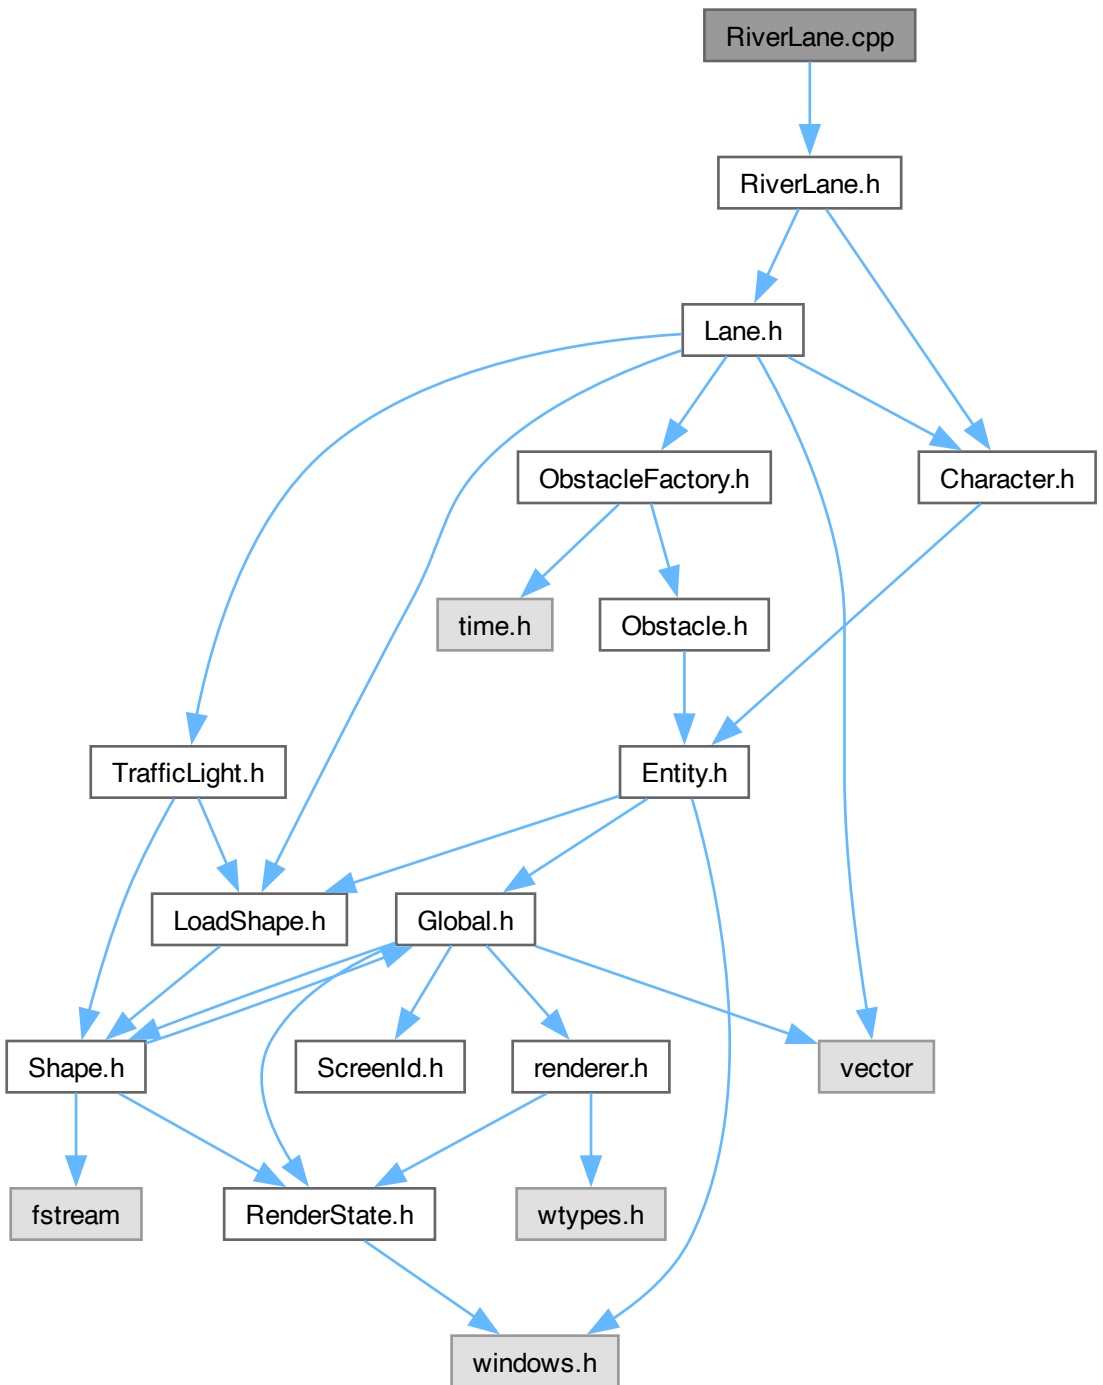 RiverLane.cpp
RiverLane.h
Lane.h
ObstacleFactory.h
Character.h
time.h
Obstacle.h
TrafficLight.h
Entity.h
LoadShape.h
Global.h
Shape.h
ScreenId.h
renderer.h
vector
fstream
RenderState.h
wtypes.h
windows.h